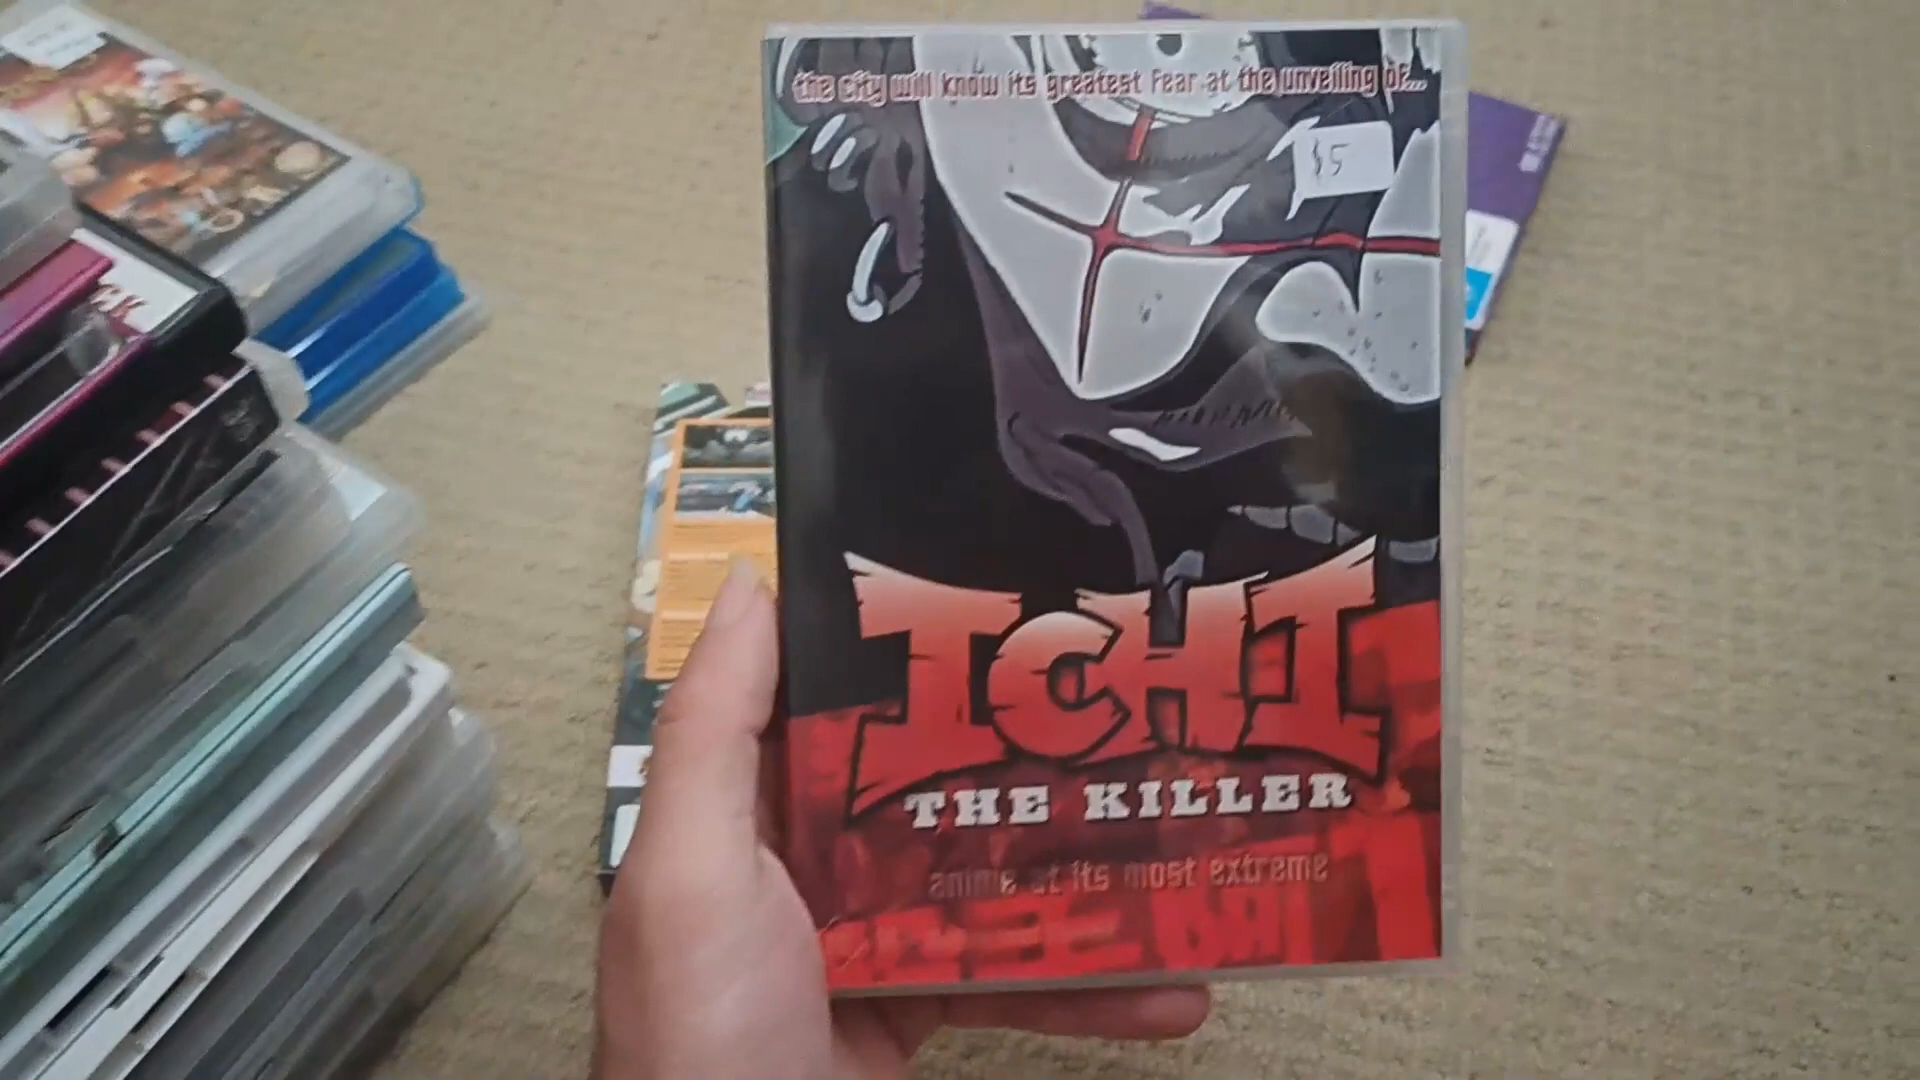 the city will know its greatest Fear at the unveiling of...
$5
ICHI
THE KILLER
anime at its most extreme